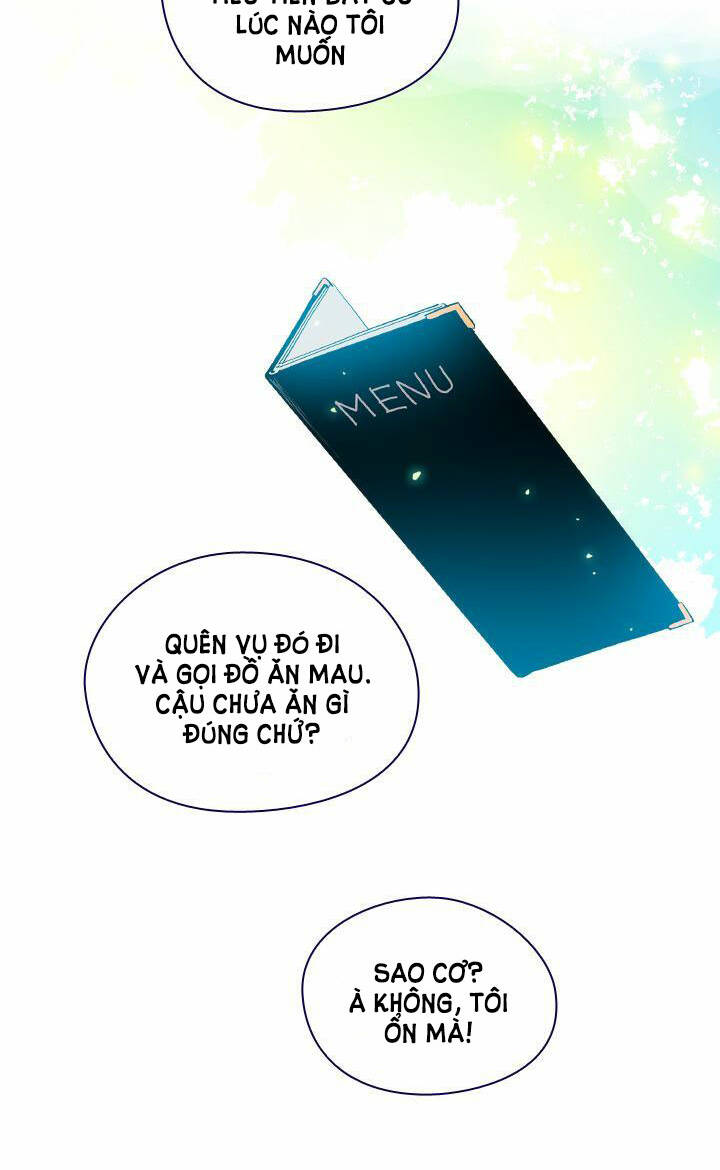 LÚC NÀO TÔI
MUỐN
MENU
QUÊN VỤ ĐÓ ĐI
VÀ GỌI ĐỒ ĂN MAU.
CẬU CHƯA ĂN GÌ
ĐÚNG CHỨ?
SAO CƠ?
À KHÔNG, TÔI
ỔN MÀ!